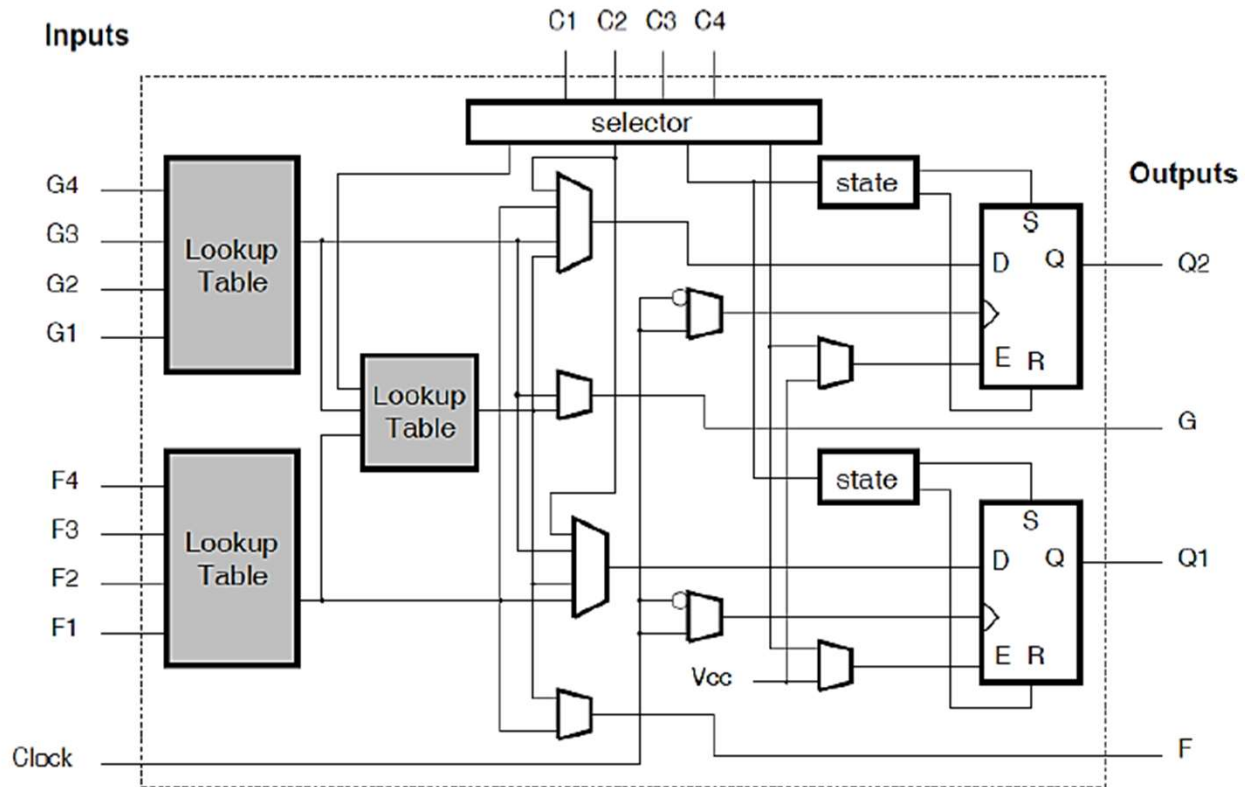 Inputs
C1 C2 C3 C4
selector
G4
G3
G2
G1
Lookup
Table
state
Outputs
S
D Q
E R
Q2
Lookup
Table
G
F4
F3
F2
F1
Lookup
Table
state
S
D Q
E R
Q1
Vcc
Clock
F